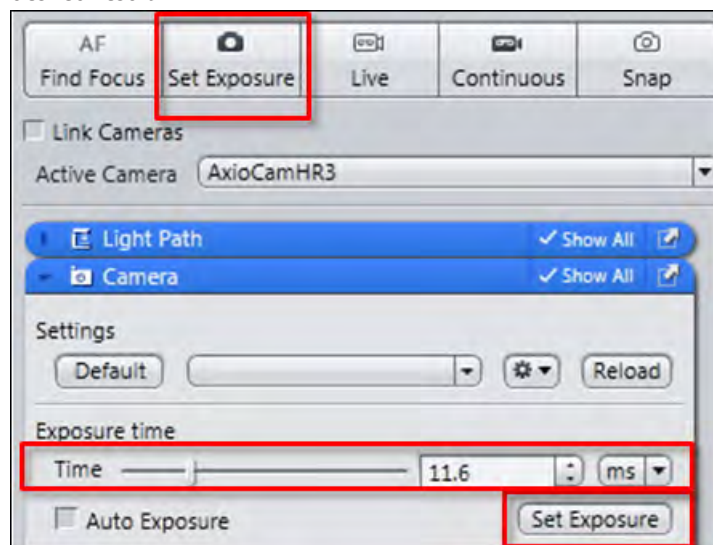 AF
Find Focus Set Exposure Live Continuous Snap
Link Cameras
Active Camera AxioCamHR3
Light Path Show All
Camera Show All
Settings
Default Reload
Exposure time
Time 11.6 ms
Auto Exposure Set Exposure